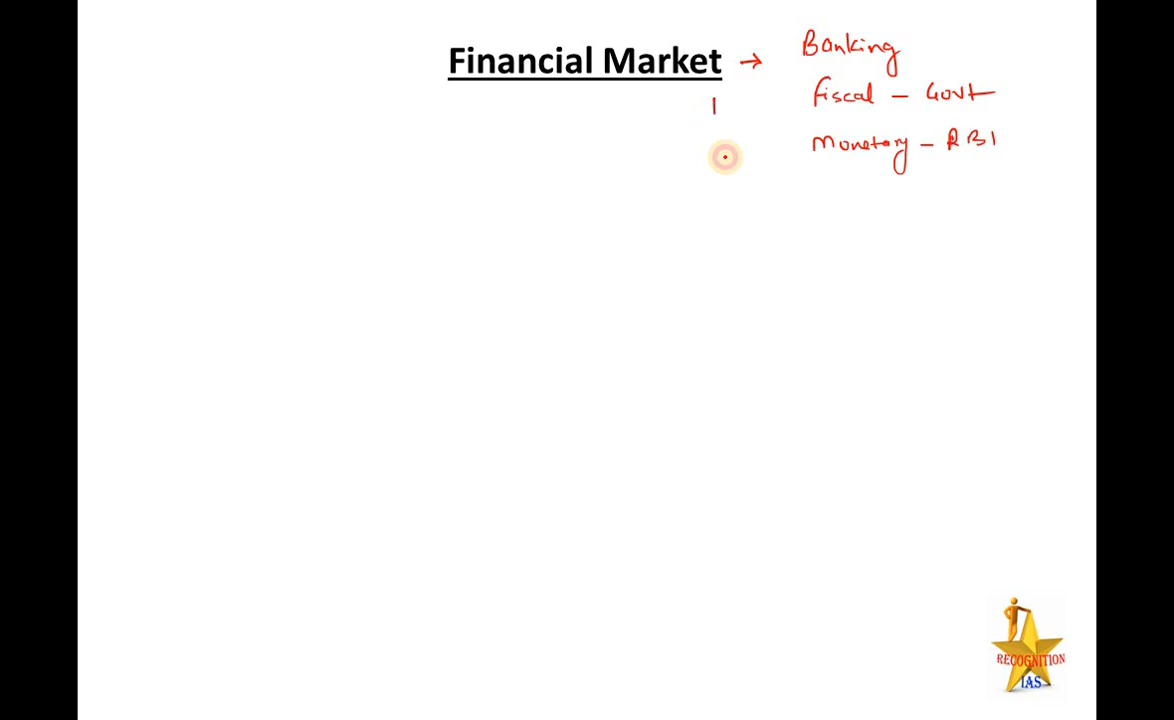 Financial Market → Banking
Fiscal - Govt
Monetary - RBI
RECOGNITION
IAS